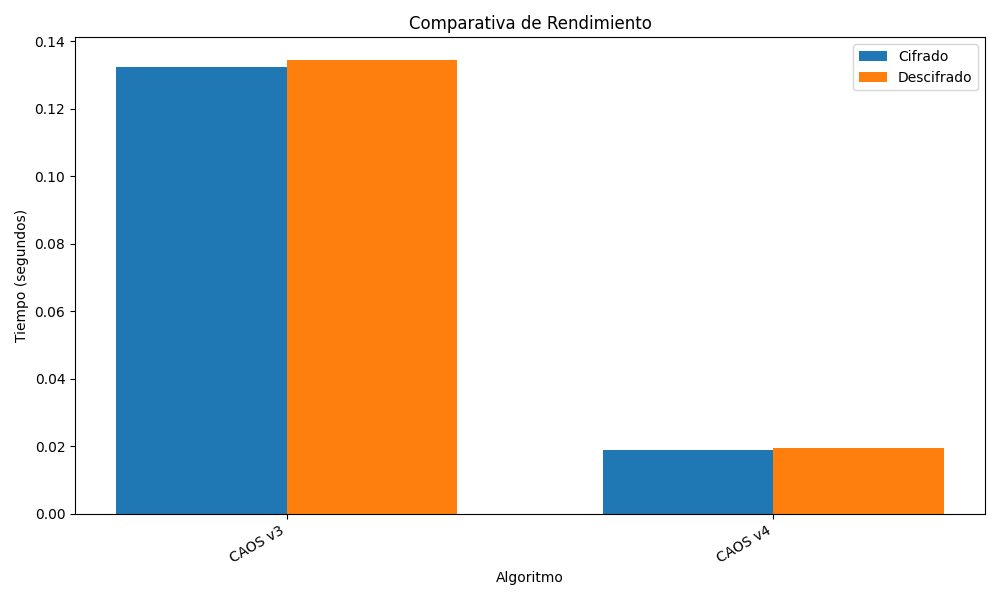 Comparativa de Rendimiento
Cifrado
Descifrado
Tiempo (segundos)
0.14
0.12
0.10
0.08
0.06
0.04
0.02
0.00
CAOS v3
CAOS v4
Algoritmo